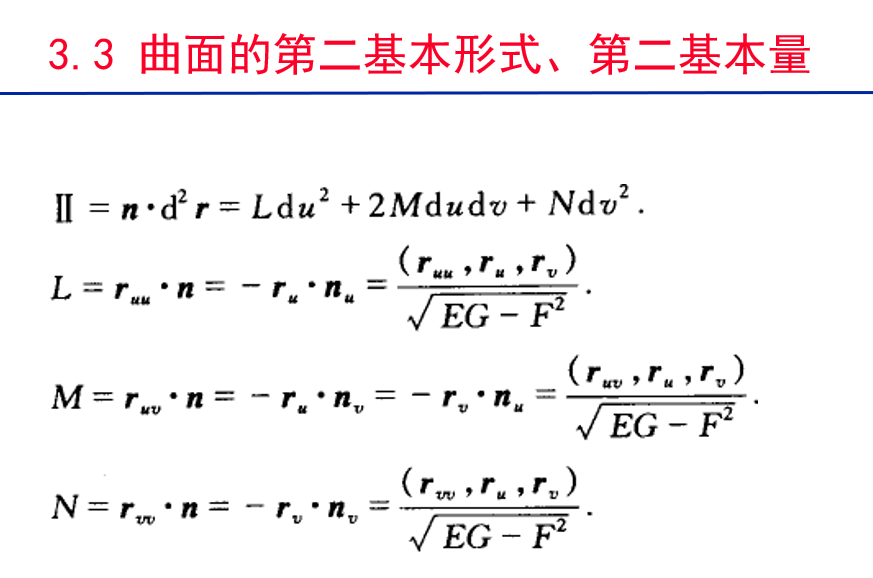 3.3 曲面的第二基本形式、第二基本量
Ⅱ = n·d²r = Ldu² + 2Mdudv + Ndv².
L = r_uu · n = − r_u · n_u = (r_uu, r_u, r_v) / √(EG − F²).
M = r_uv · n = − r_u · n_v = − r_v · n_u = (r_uv, r_u, r_v) / √(EG − F²).
N = r_vv · n = − r_v · n_v = (r_vv, r_u, r_v) / √(EG − F²).